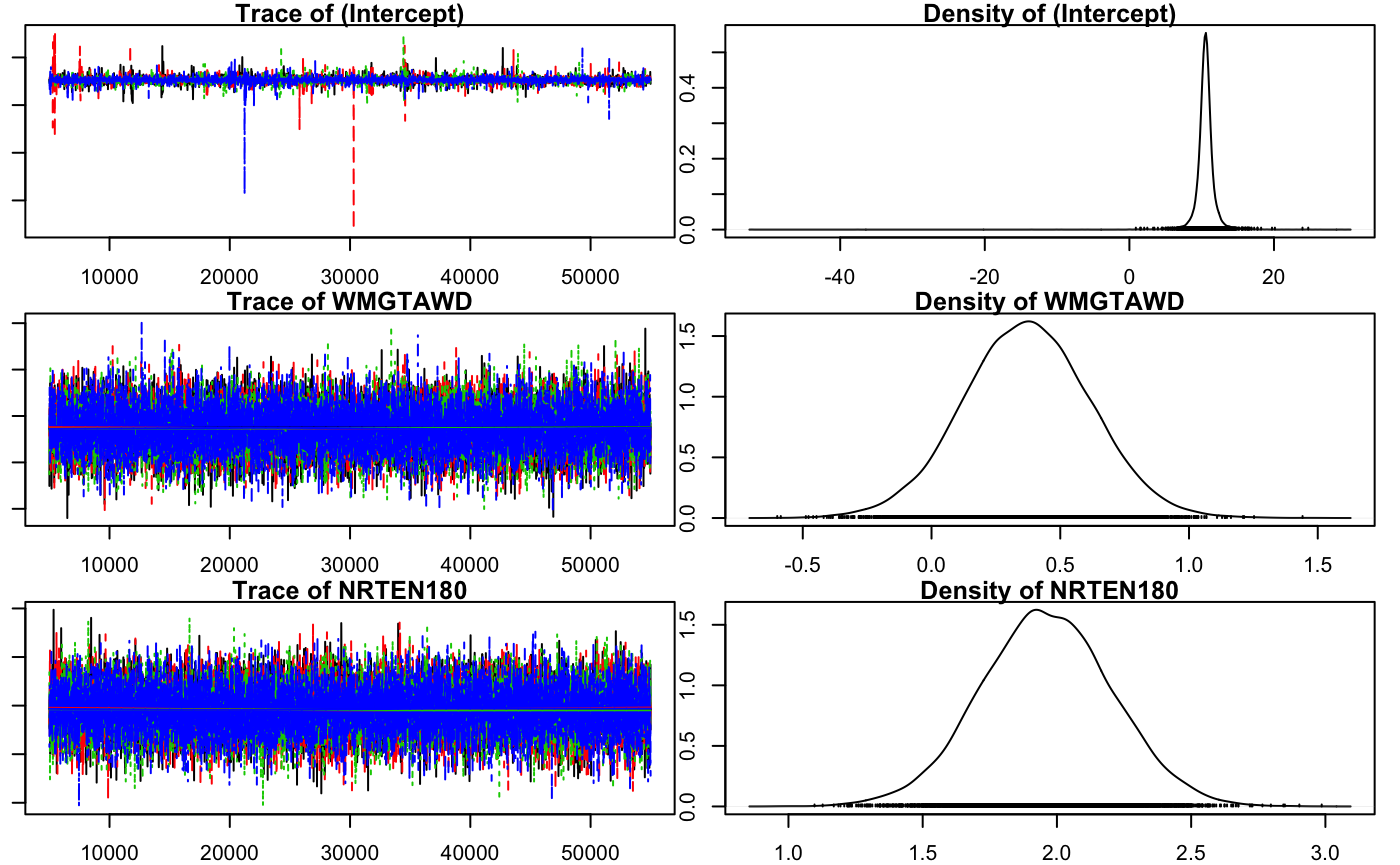 Trace of (Intercept)
10000 20000 30000 40000 50000
Density of (Intercept)
0.0 0.2 0.4
-40 -20 0 20
Trace of WMGTAWD
10000 20000 30000 40000 50000
Density of WMGTAWD
0.0 0.5 1.0 1.5
-0.5 0.0 0.5 1.0 1.5
Trace of NRTEN180
10000 20000 30000 40000 50000
Density of NRTEN180
0.0 0.5 1.0 1.5
1.0 1.5 2.0 2.5 3.0